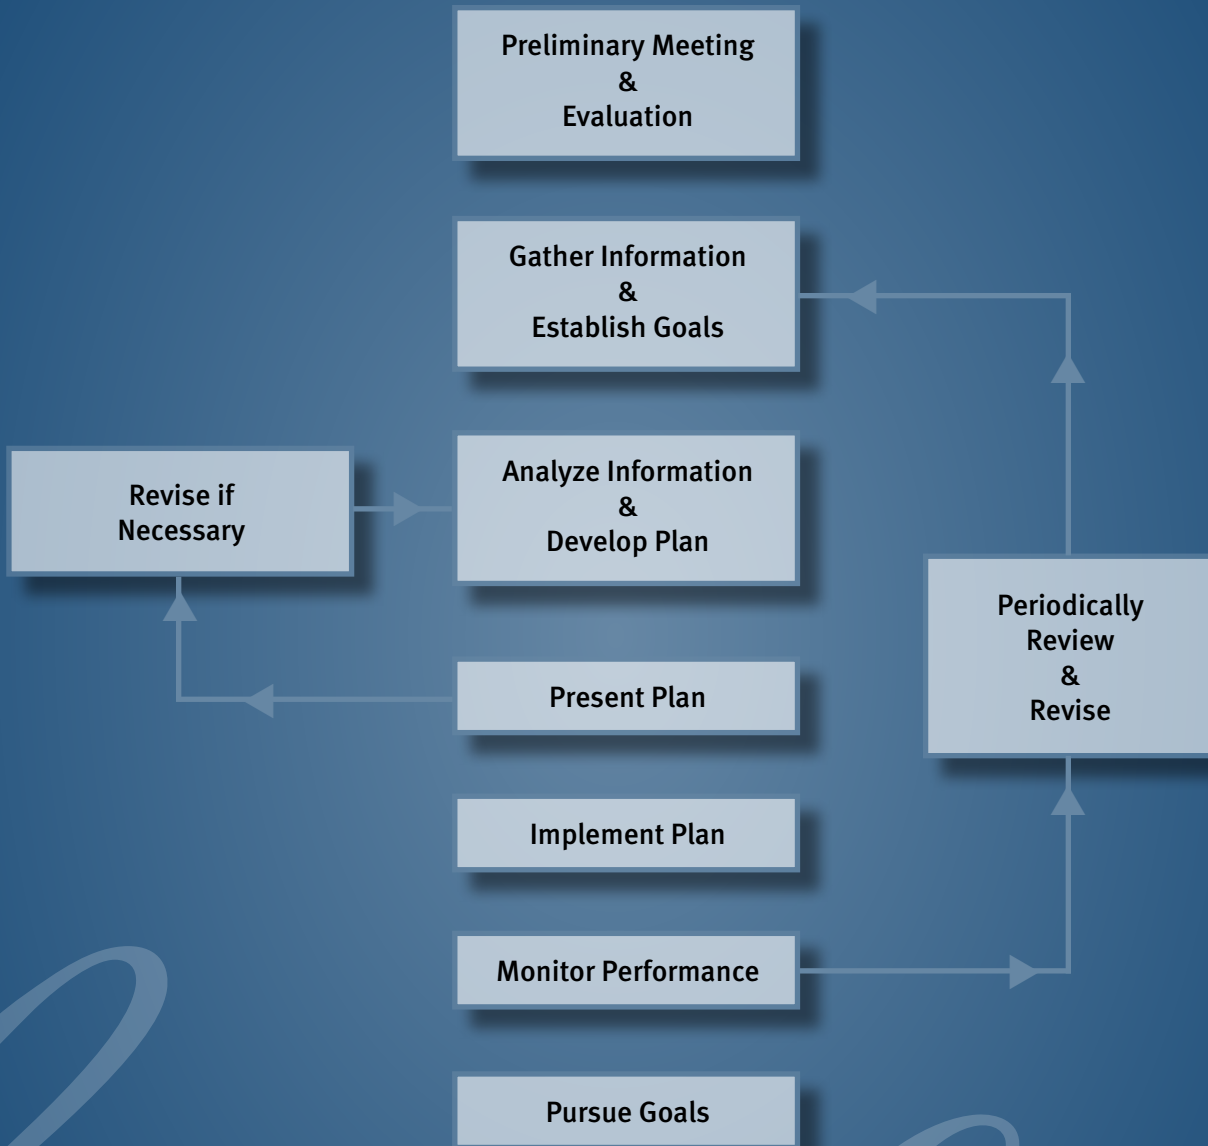 Preliminary Meeting
&
Evaluation
Gather Information
&
Establish Goals
Revise if
Necessary
Analyze Information
&
Develop Plan
Periodically
Review
&
Revise
Present Plan
Implement Plan
Monitor Performance
Pursue Goals